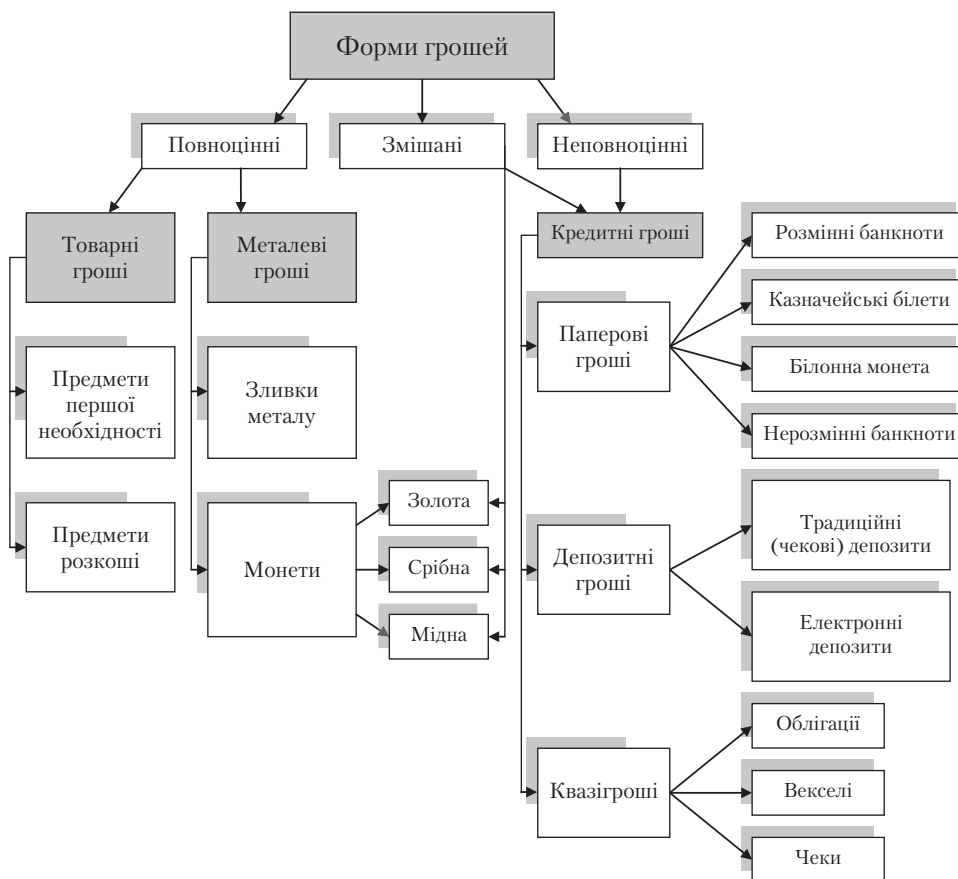 Форми грошей
Повноцінні
Змішані
Неповноцінні
Товарні
гроші
Металеві
гроші
Кредитні гроші
Предмети
першої
необхідності
Предмети
розкоші
Зливки
металу
Монети
Золота
Срібна
Мідна
Паперові
гроші
Розмінні банкноти
Казначейські білети
Білонна монета
Нерозмінні банкноти
Депозитні
гроші
Традиційні
(чекові) депозити
Електронні
депозити
Квазігроші
Облігації
Векселі
Чеки